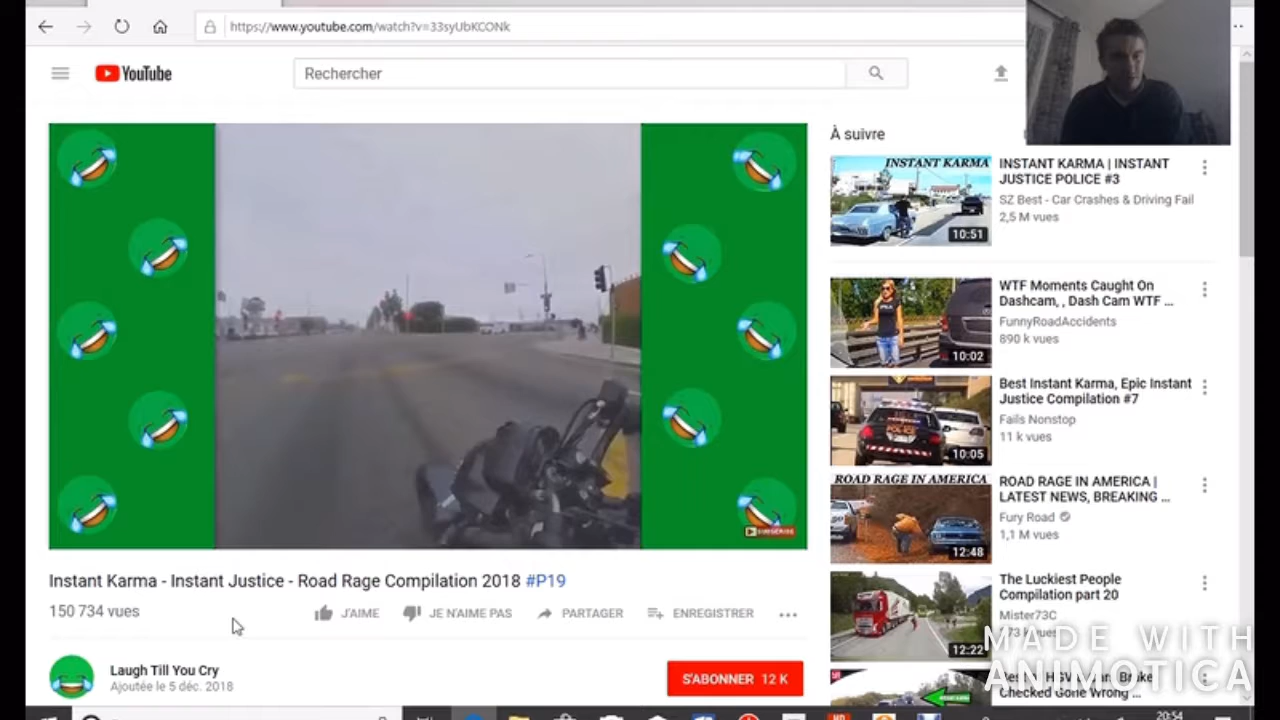 https://www.youtube.com/watch?v=33syUbKCONk
YouTube
Rechercher
À suivre
INSTANT KARMA
10:51
INSTANT KARMA | INSTANT
JUSTICE POLICE #3
SZ Best - Car Crashes & Driving Fail
2,5 M vues
10:02
WTF Moments Caught On
Dashcam, , Dash Cam WTF ...
FunnyRoadAccidents
890 k vues
10:05
Best Instant Karma, Epic Instant
Justice Compilation #7
Fails Nonstop
11 k vues
ROAD RAGE IN AMERICA
12:48
ROAD RAGE IN AMERICA |
LATEST NEWS, BREAKING ...
Fury Road
1,1 M vues
12:22
The Luckiest People
Compilation part 20
Mister73C
vues
Checked Gone Wrong ...
SUBSCRIBE
Instant Karma - Instant Justice - Road Rage Compilation 2018 #P19
150 734 vues
J'AIME
JE N'AIME PAS
PARTAGER
ENREGISTRER
Laugh Till You Cry
Ajoutée le 5 déc. 2018
S'ABONNER 12 K
MADE WITH
ANIMOTICA
20:54